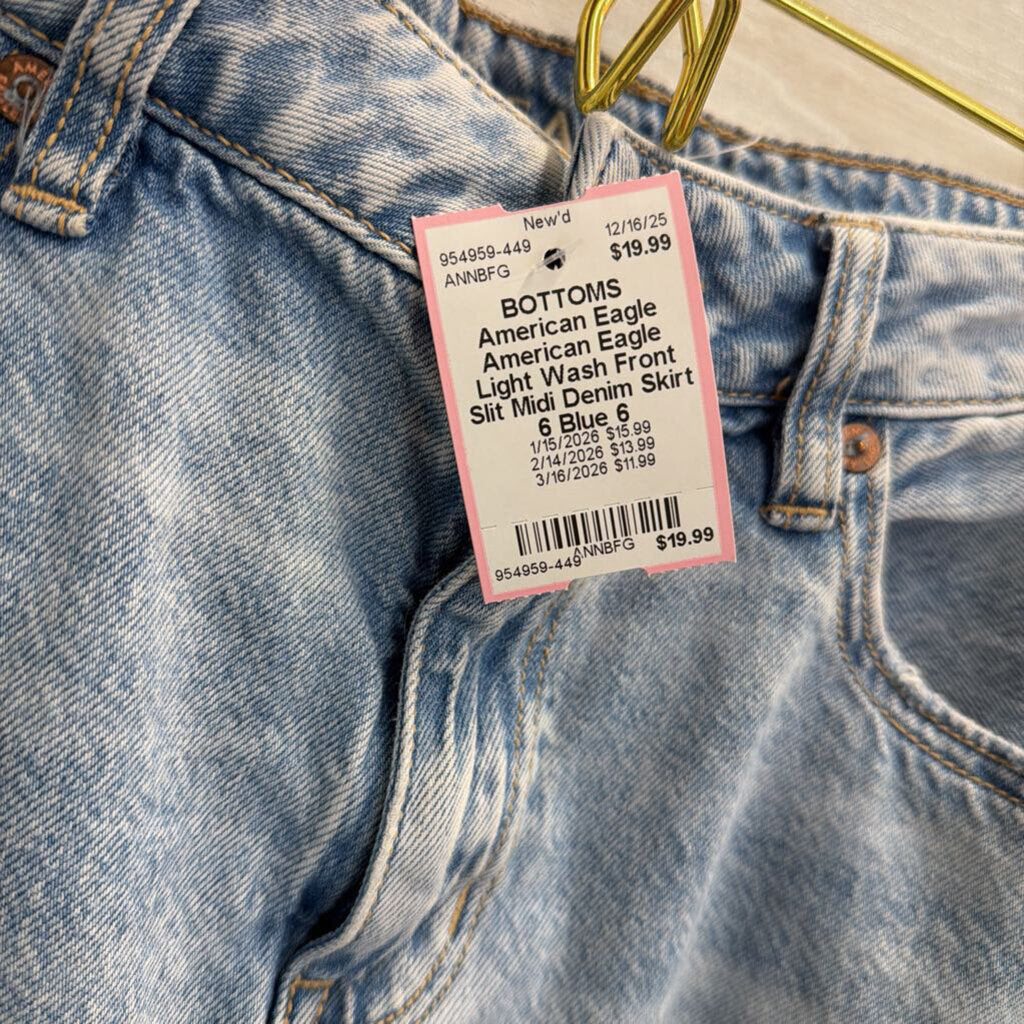 New'd
954959-449 12/16/25
ANNBFG $19.99
BOTTOMS
American Eagle
American Eagle
Light Wash Front
Slit Midi Denim Skirt
6 Blue 6
1/15/2026 $15.99
2/14/2026 $13.99
3/16/2026 $11.99
ANNBFG $19.99
954959-449